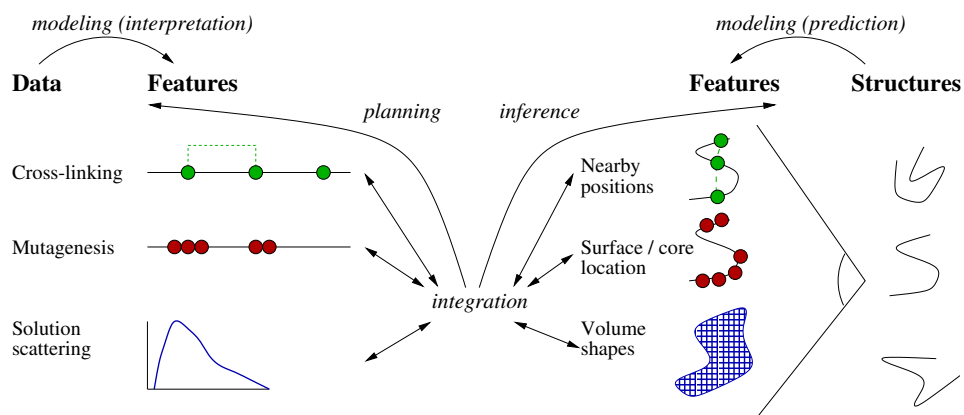 modeling (interpretation)
modeling (prediction)
Data
Features
Features
Structures
planning
inference
Cross-linking
Nearby
positions
Mutagenesis
Surface / core
location
integration
Solution
scattering
Volume
shapes